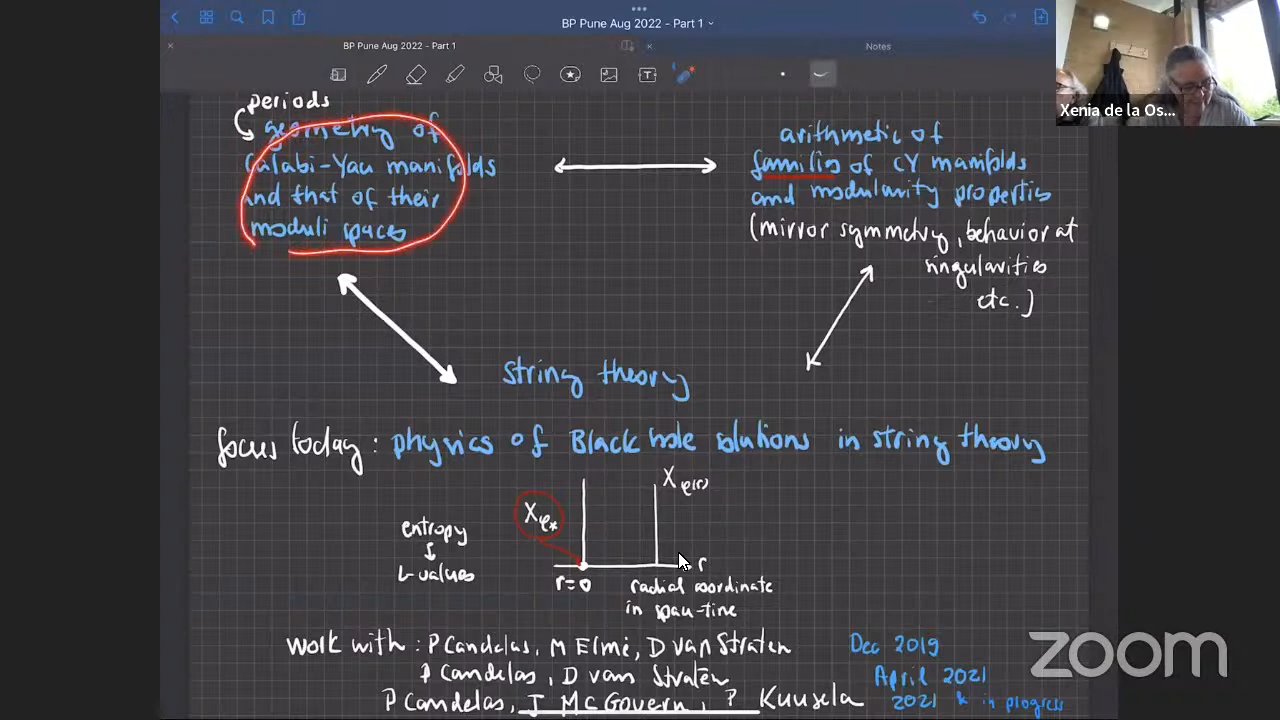 BP Pune Aug 2022 - Part 1
BP Pune Aug 2022 - Part 1
Notes
Xenia de la Os...
periods
geometry of
Calabi-Yau manifolds
and that of their
moduli spaces
arithmetic of
families of CY manifolds
and modularity properties
(mirror symmetry, behavior at
singularities
etc.)
string theory
focus today: physics of Black hole solutions in string theory
Xφ(r)
Xφ*
entropy
L-values
r=0
r
radial coordinate
in space-time
work with: P Candelas, M Elmi, D van Straten Dec 2019
P Candelas, D van Straten April 2021
P Candelas, J McGovern, P Kuusela 2021 & in progress
zoom